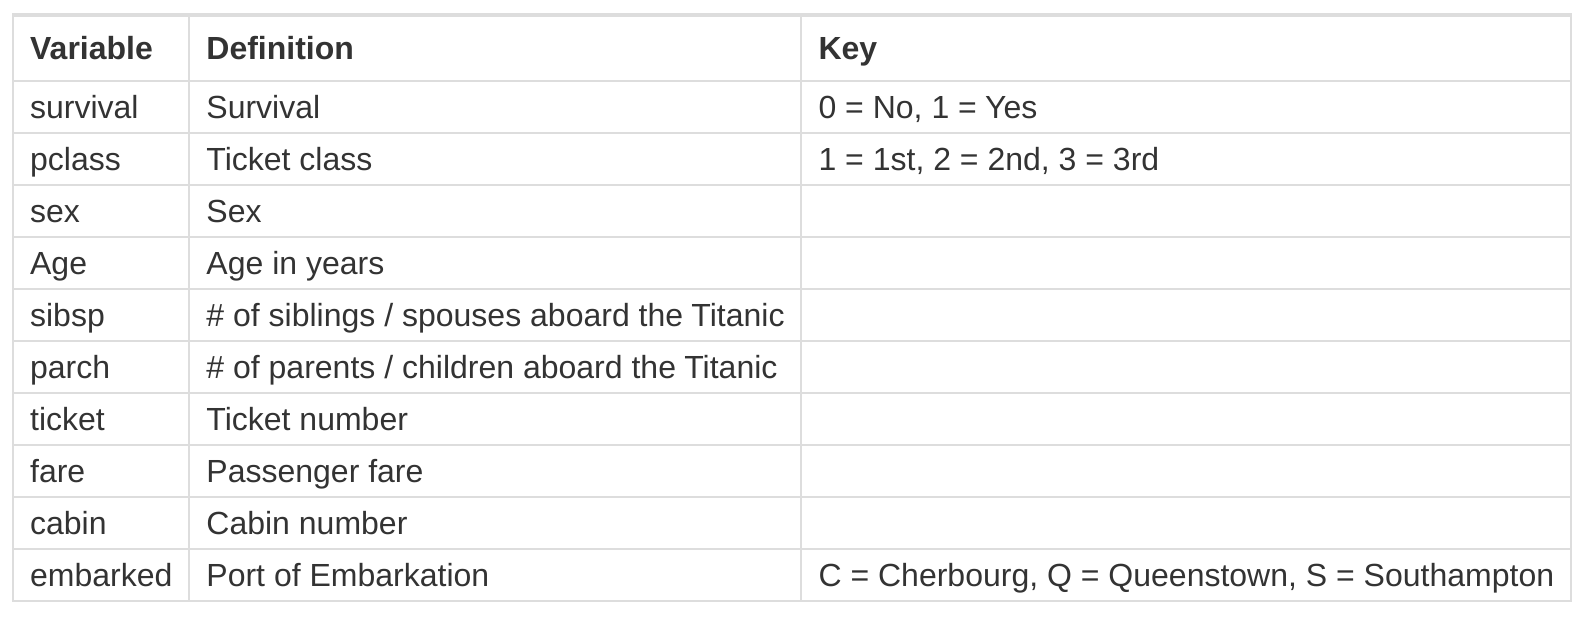 Variable Definition Key
survival Survival 0 = No, 1 = Yes
pclass Ticket class 1 = 1st, 2 = 2nd, 3 = 3rd
sex Sex
Age Age in years
sibsp # of siblings / spouses aboard the Titanic
parch # of parents / children aboard the Titanic
ticket Ticket number
fare Passenger fare
cabin Cabin number
embarked Port of Embarkation C = Cherbourg, Q = Queenstown, S = Southampton